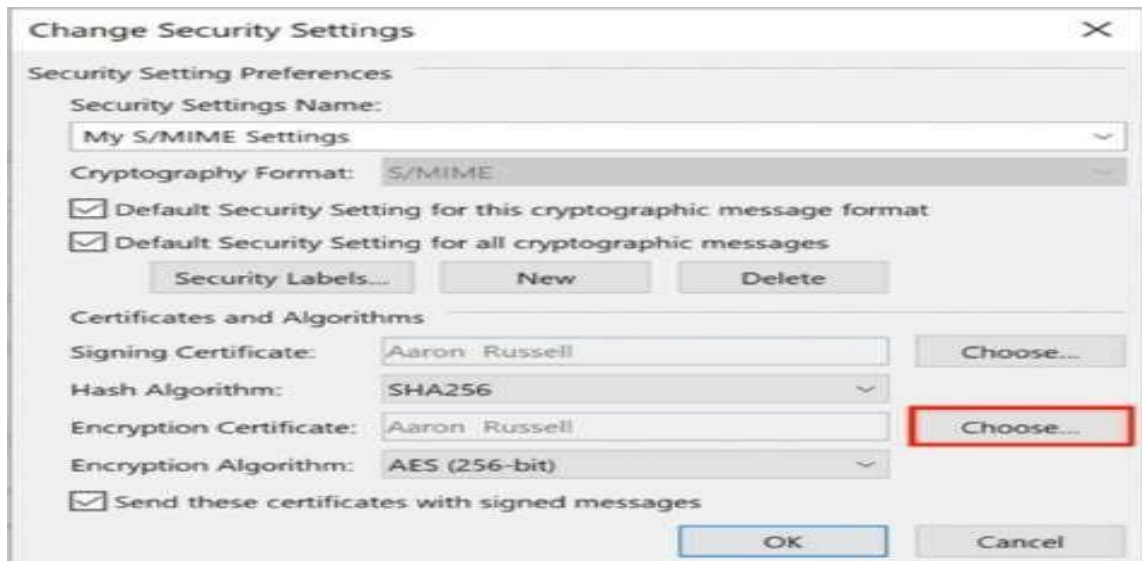 Change Security Settings
Security Setting Preferences
Security Settings Name:
My S/MIME Settings
Cryptography Format: S/MIME
Default Security Setting for this cryptographic message format
Default Security Setting for all cryptographic messages
Security Labels... New Delete
Certificates and Algorithms
Signing Certificate: Aaron Russell Choose...
Hash Algorithm: SHA256
Encryption Certificate: Aaron Russell Choose...
Encryption Algorithm: AES (256-bit)
Send these certificates with signed messages
OK Cancel